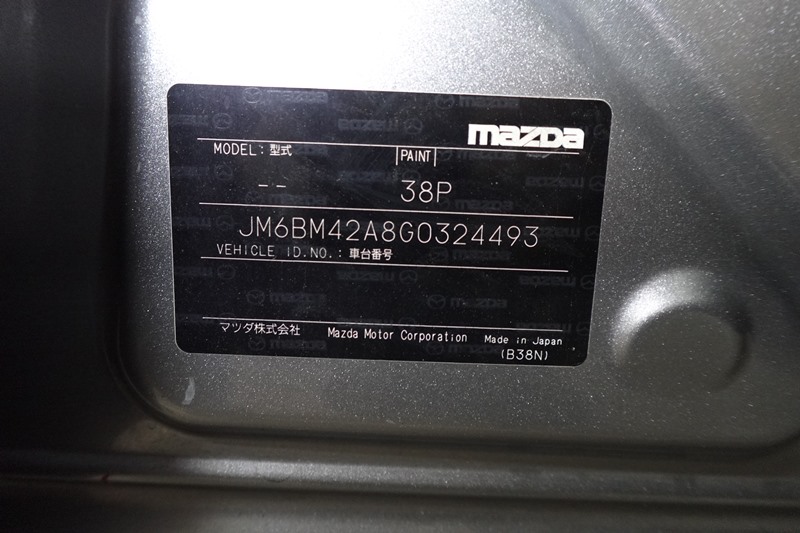 mazda
MODEL：型式 PAINT
-- 38P
JM6BM42A8G0324493
VEHICLE ID.NO.：車台番号
マツダ株式会社 Mazda Motor Corporation Made in Japan
(B38N)